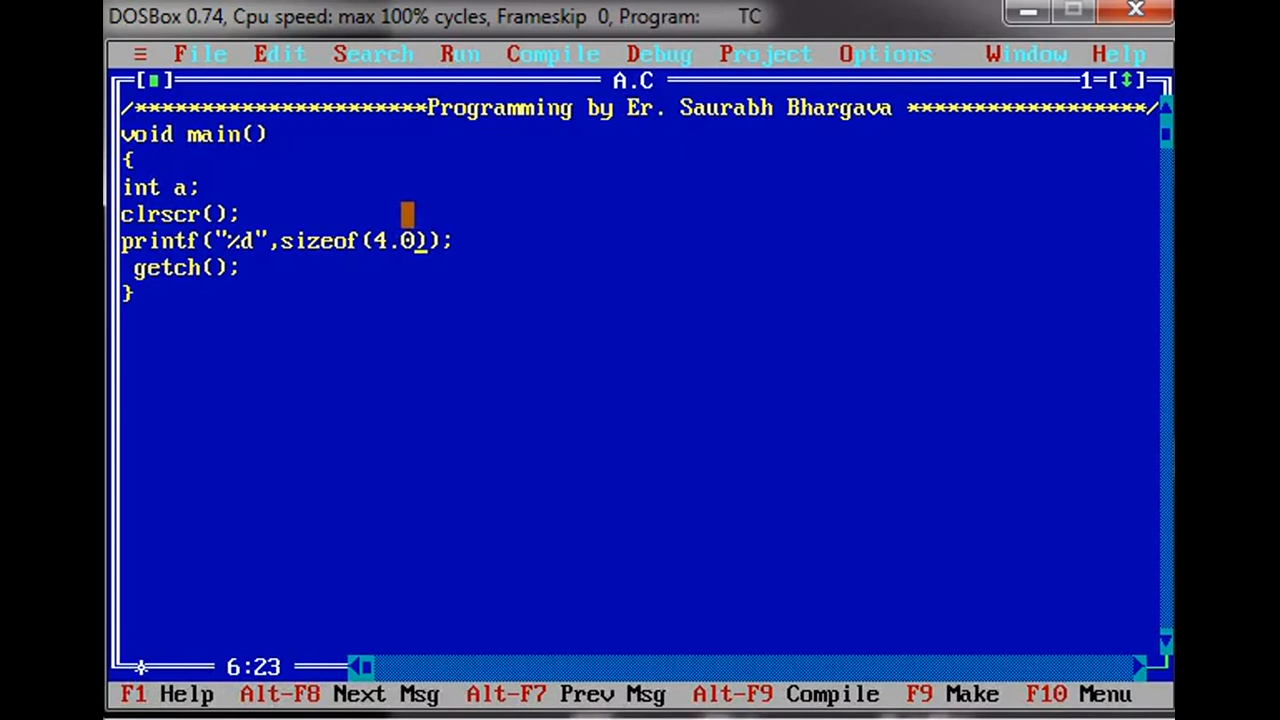 DOSBox 0.74, Cpu speed: max 100% cycles, Frameskip 0, Program: TC
≡ File Edit Search Run Compile Debug Project Options Window Help
[■] A.C 1=[↕]
/**********************Programming by Er. Saurabh Bhargava ******************/
void main()
{
int a;
clrscr();
printf("%d",sizeof(4.0));
getch();
}
6:23
F1 Help Alt-F8 Next Msg Alt-F7 Prev Msg Alt-F9 Compile F9 Make F10 Menu